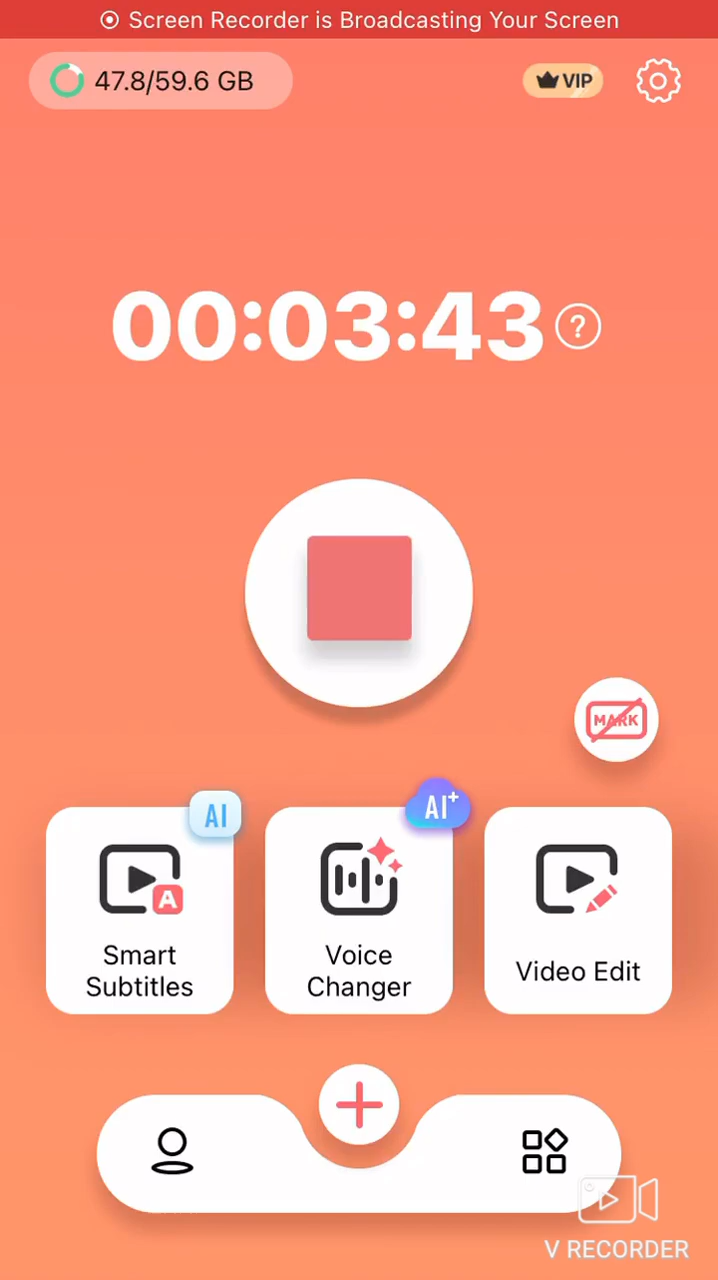 Screen Recorder is Broadcasting Your Screen
47.8/59.6 GB
VIP
00:03:43
?
MARK
AI
AI+
Smart
Subtitles
A
Voice
Changer
Video Edit
V RECORDER